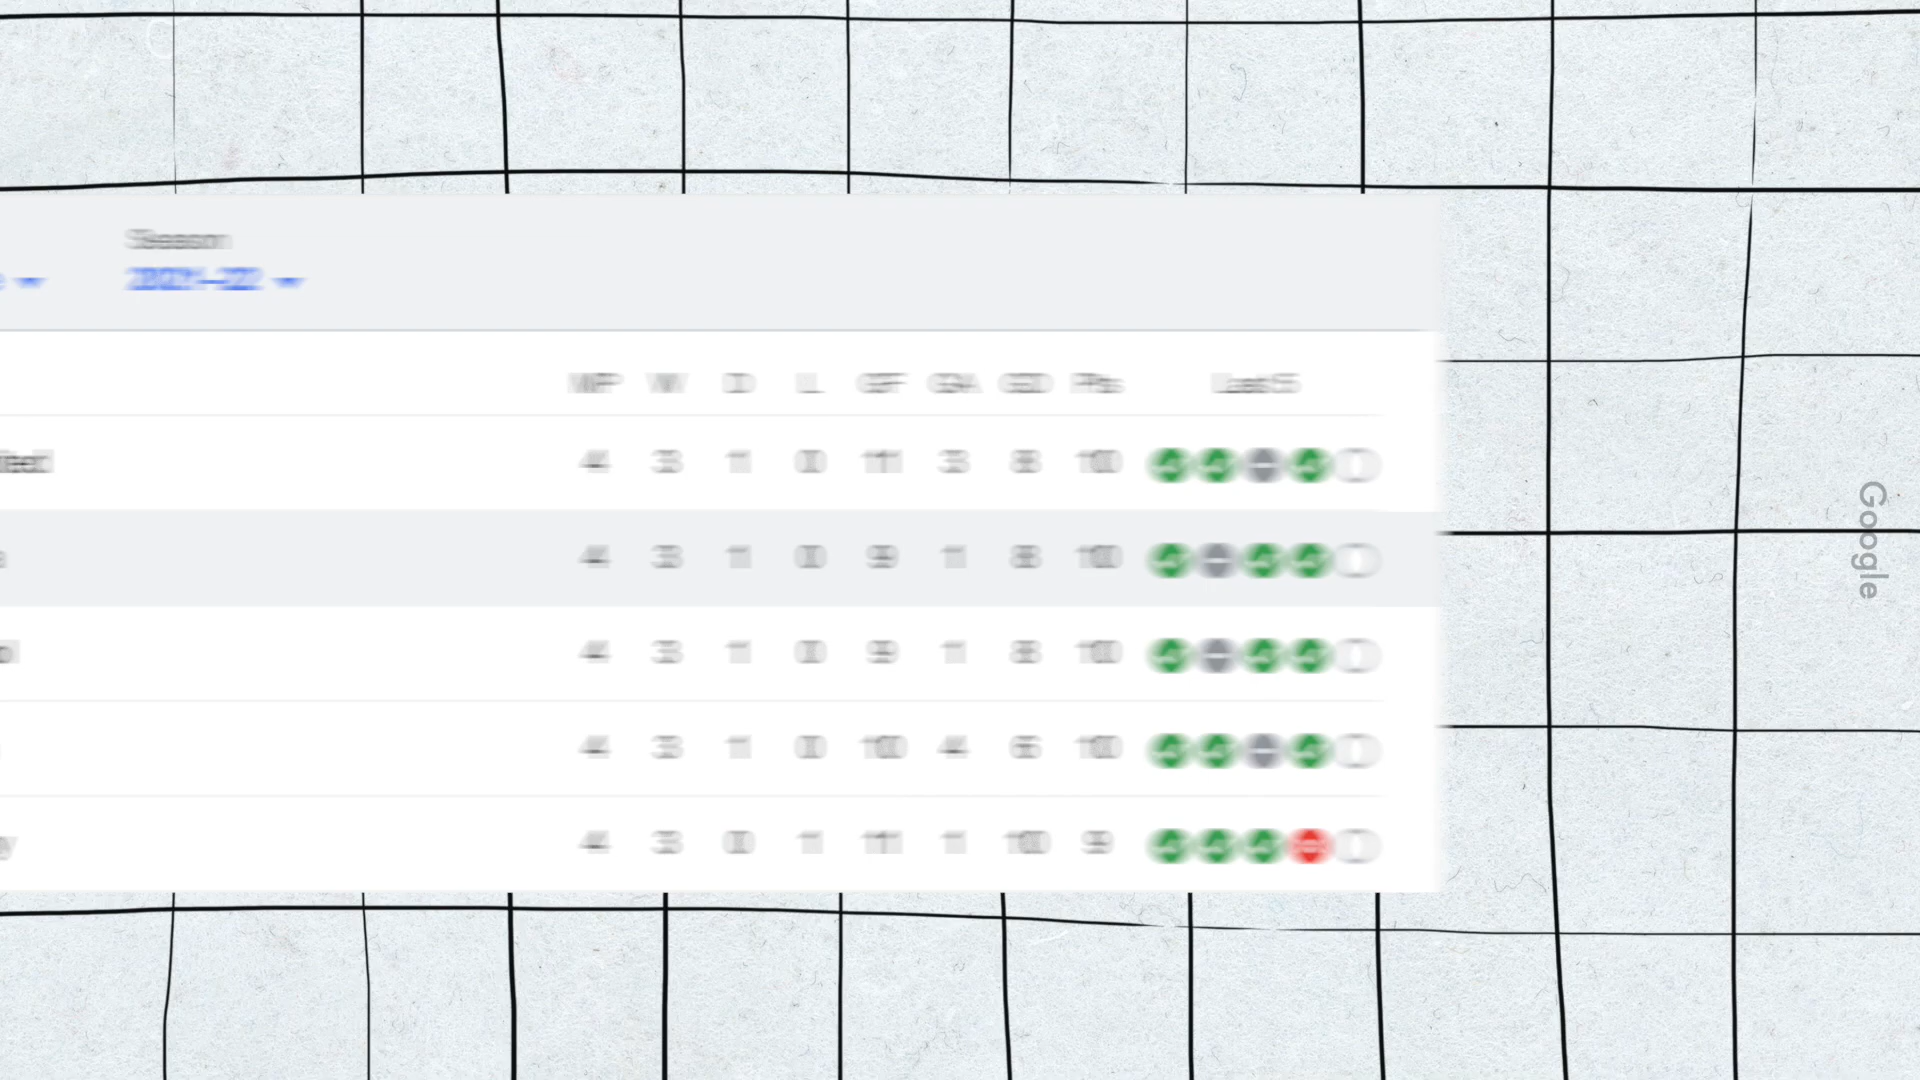 Season
2021–22
MP W D L GF GA GD Pts Last 5
4 3 1 0 11 3 8 10
4 3 1 0 9 1 8 10
4 3 1 0 9 1 8 10
4 3 1 0 10 4 6 10
4 3 0 1 11 1 10 9
Google